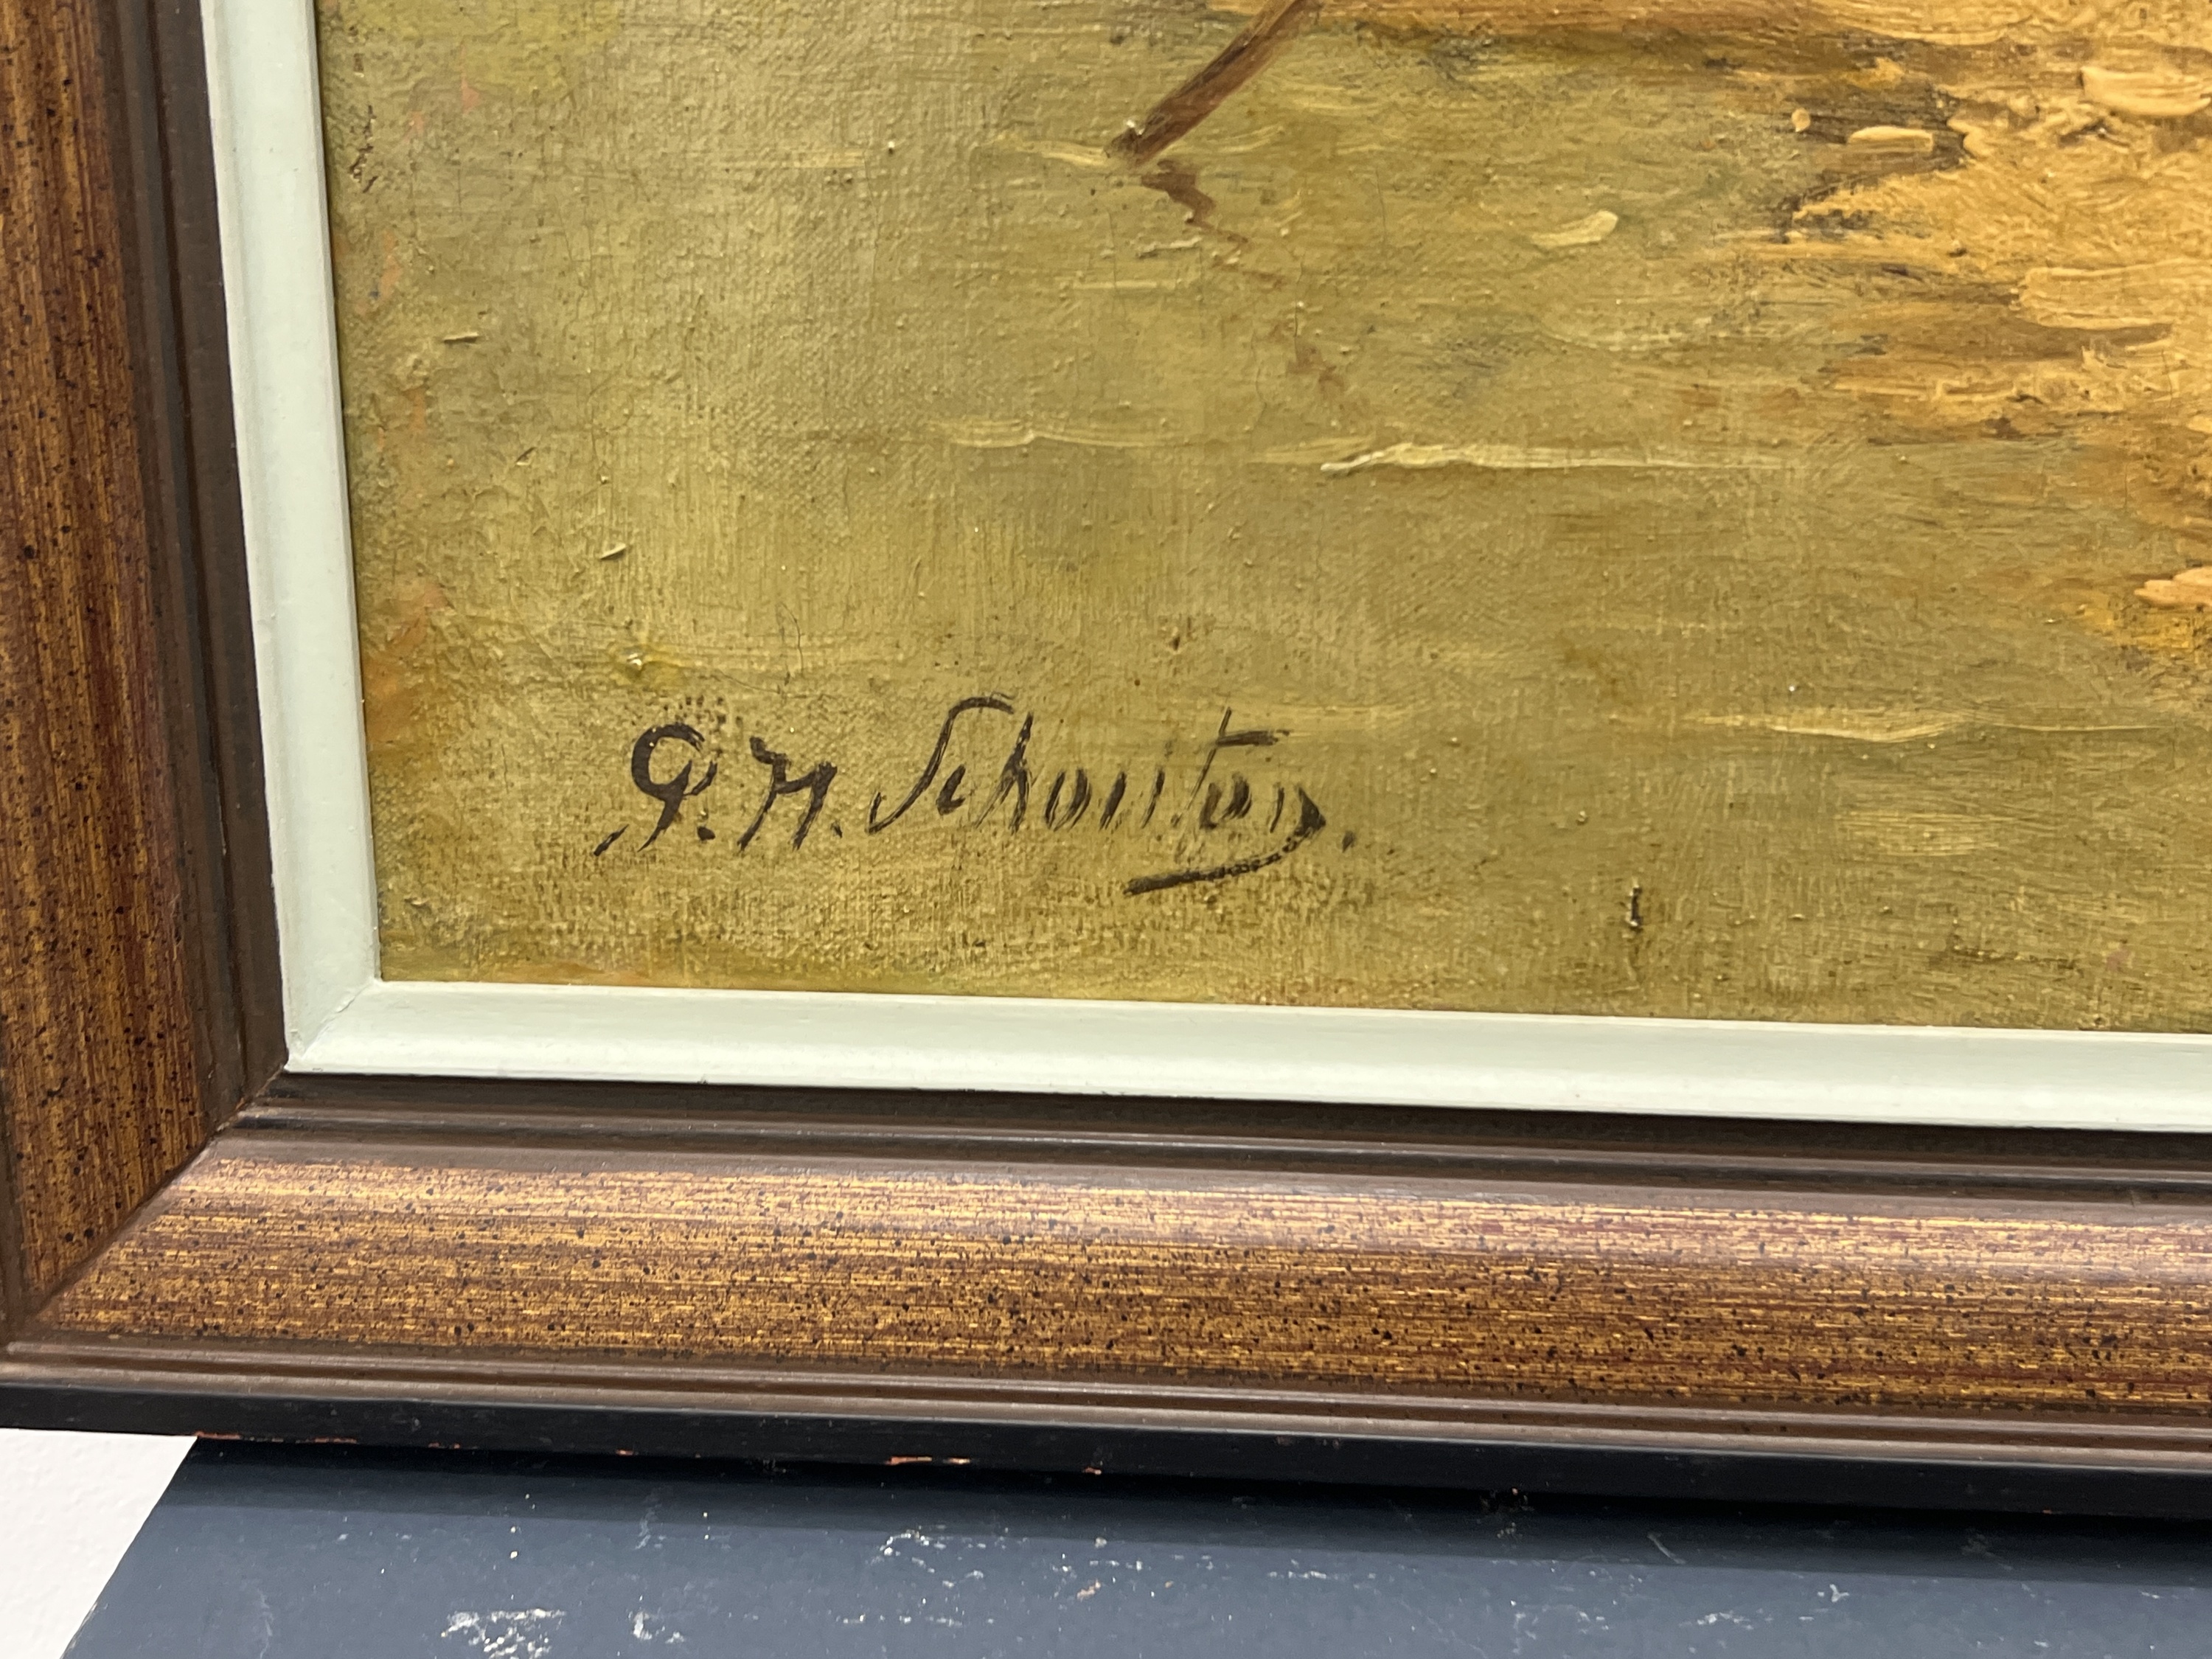 P. H. Schouten.